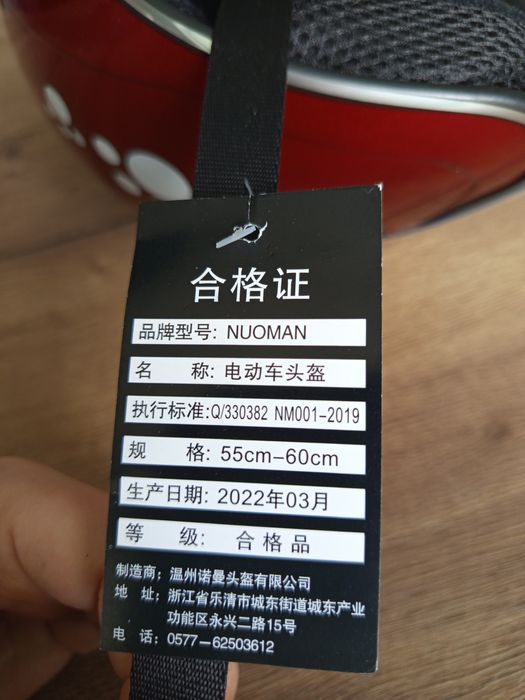 合格证
品牌型号: NUOMAN
名 称: 电动车头盔
执行标准:Q/330382 NM001-2019
规 格: 55cm-60cm
生产日期: 2022年03月
等 级: 合格品
制造商：温州诺曼头盔有限公司
地 址：浙江省乐清市城东街道城东产业
功能区永兴二路15号
电 话：0577-62503612